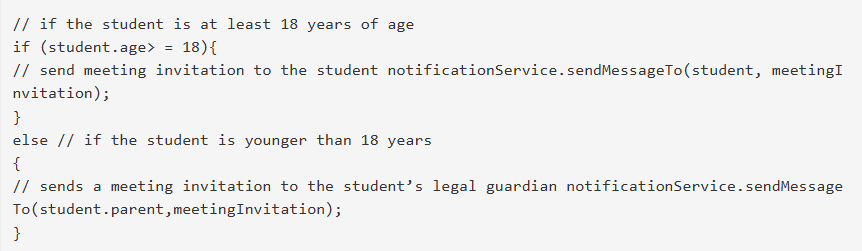 // if the student is at least 18 years of age
if (student.age> = 18){
// send meeting invitation to the student notificationService.sendMessageTo(student, meetingI
nvitation);
}
else // if the student is younger than 18 years
{
// sends a meeting invitation to the student’s legal guardian notificationService.sendMessage
To(student.parent,meetingInvitation);
}